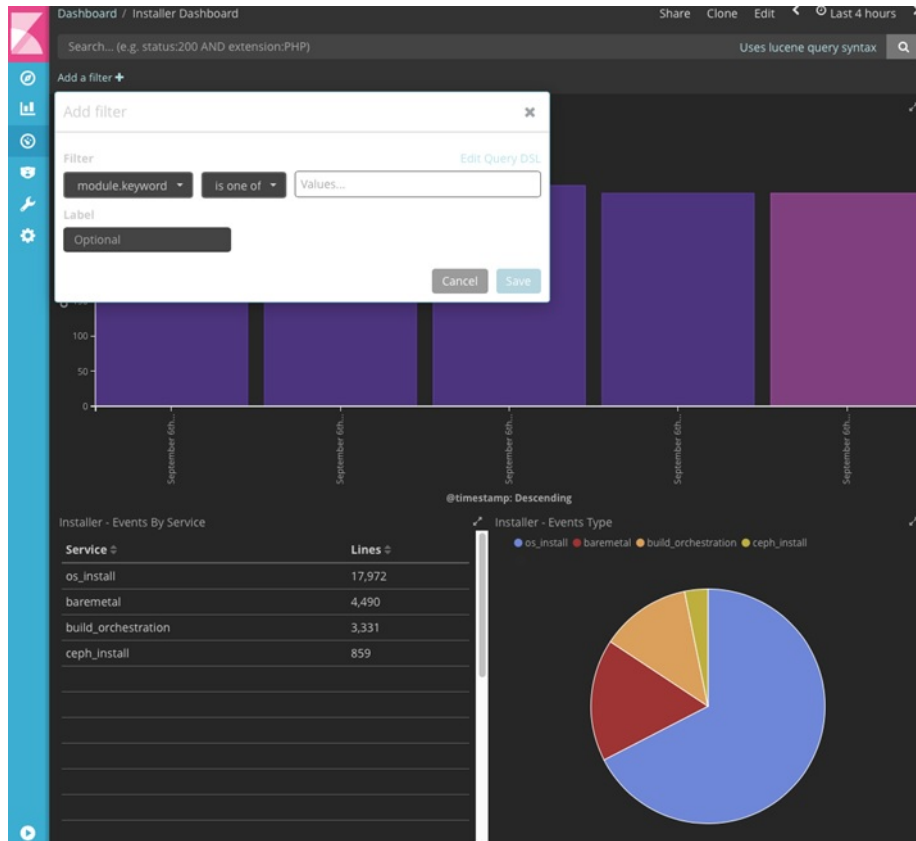 Dashboard / Installer Dashboard
Share Clone Edit Last 4 hours
Search... (e.g. status:200 AND extension:PHP)
Uses lucene query syntax
Add a filter +
Add filter
Filter
Edit Query DSL
module.keyword
is one of
Values...
Label
Optional
Cancel
Save
100
50
0
September 6th...
September 6th...
September 6th...
September 6th...
September 6th...
@timestamp: Descending
Installer - Events By Service
Service Lines
os_install 17,972
baremetal 4,490
build_orchestration 3,331
ceph_install 859
Installer - Events Type
os_install baremetal build_orchestration ceph_install